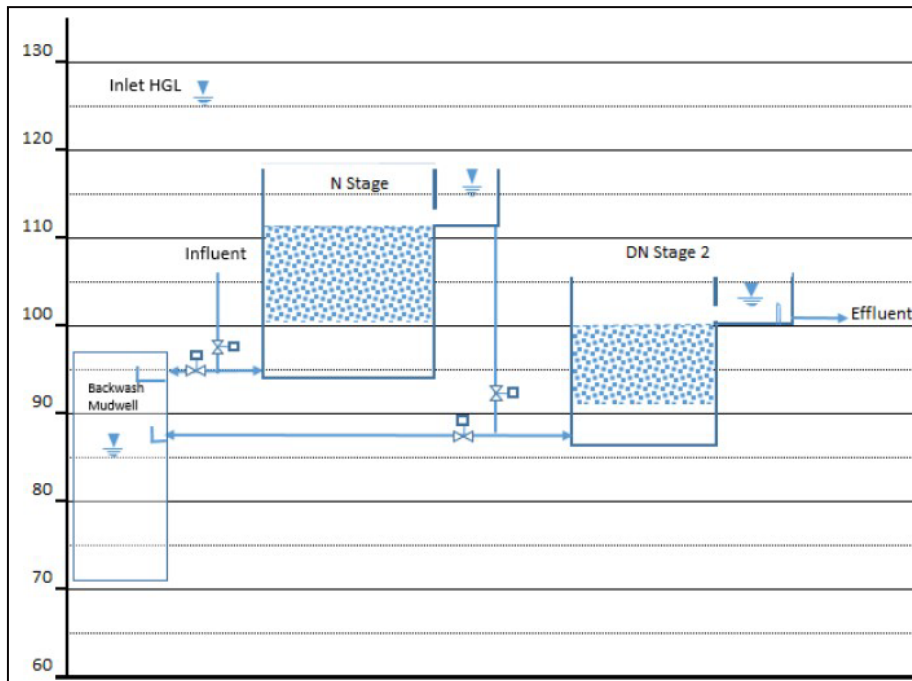 130
Inlet HGL
120
N Stage
110
Influent
DN Stage 2
100
Effluent
Backwash
Mudwell
90
80
70
60